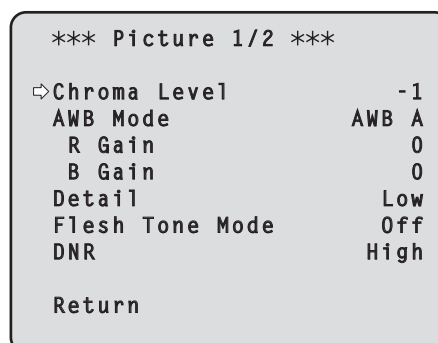 *** Picture 1/2 ***
⇨Chroma Level -1
AWB Mode AWB A
R Gain 0
B Gain 0
Detail Low
Flesh Tone Mode Off
DNR High
Return